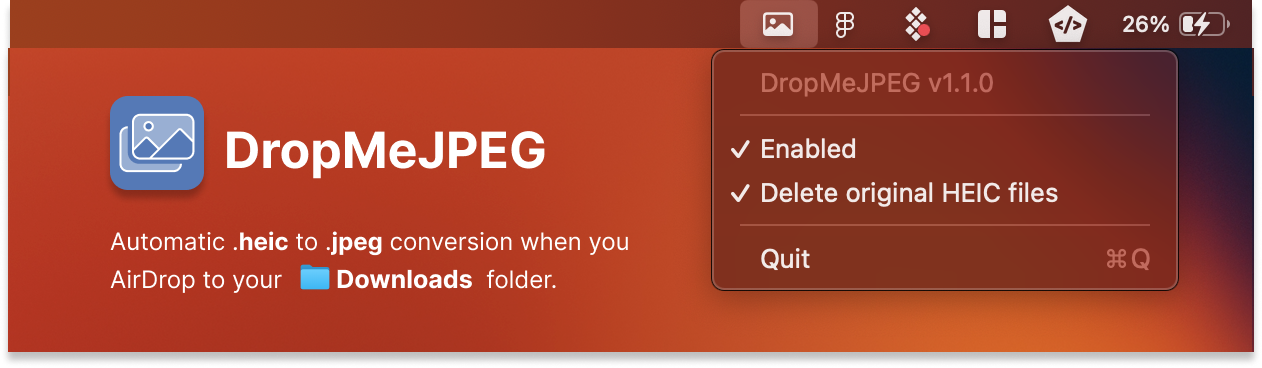 26%
DropMeJPEG v1.1.0
✓ Enabled
✓ Delete original HEIC files
Quit ⌘Q
DropMeJPEG
Automatic .heic to .jpeg conversion when you
AirDrop to your Downloads folder.